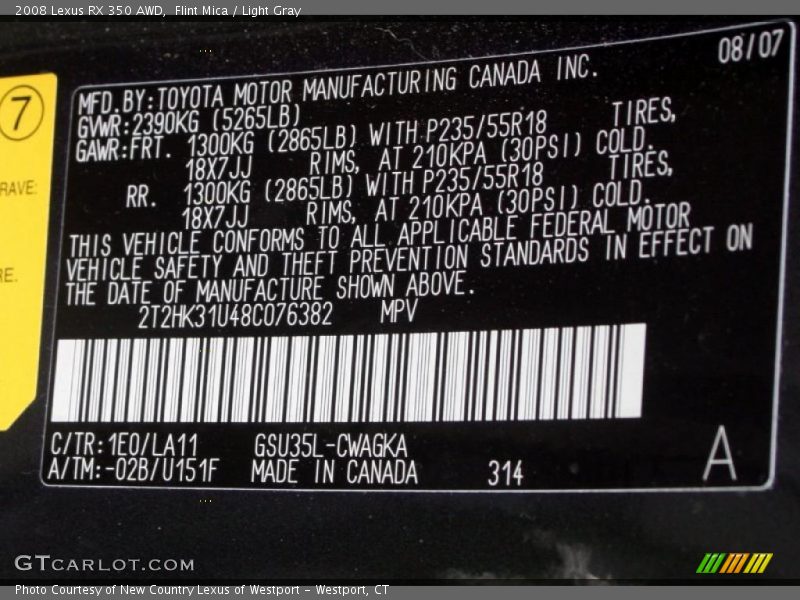 2008 Lexus RX 350 AWD, Flint Mica / Light Gray
7
RAVE:
RE.
08/07
MFD.BY:TOYOTA MOTOR MANUFACTURING CANADA INC.
GVWR:2390KG (5265LB)
GAWR:FRT. 1300KG (2865LB) WITH P235/55R18 TIRES,
18X7JJ RIMS, AT 210KPA (30PSI) COLD.
RR. 1300KG (2865LB) WITH P235/55R18 TIRES,
18X7JJ RIMS, AT 210KPA (30PSI) COLD.
THIS VEHICLE CONFORMS TO ALL APPLICABLE FEDERAL MOTOR
VEHICLE SAFETY AND THEFT PREVENTION STANDARDS IN EFFECT ON
THE DATE OF MANUFACTURE SHOWN ABOVE.
2T2HK31U48C076382 MPV
C/TR:1E0/LA11 GSU35L-CWAGKA
A/TM:-02B/U151F MADE IN CANADA 314 A
GTCARLOT.COM
Photo Courtesy of New Country Lexus of Westport - Westport, CT